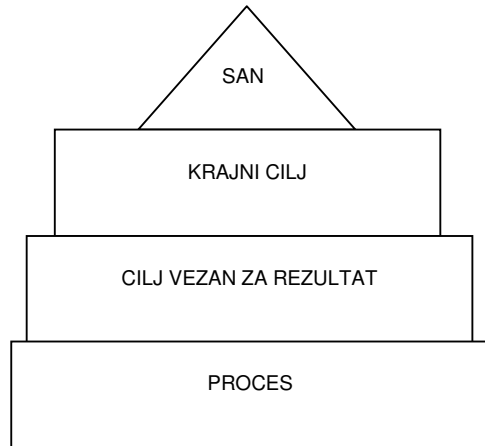 SAN
KRAJNI CILJ
CILJ VEZAN ZA REZULTAT
PROCES